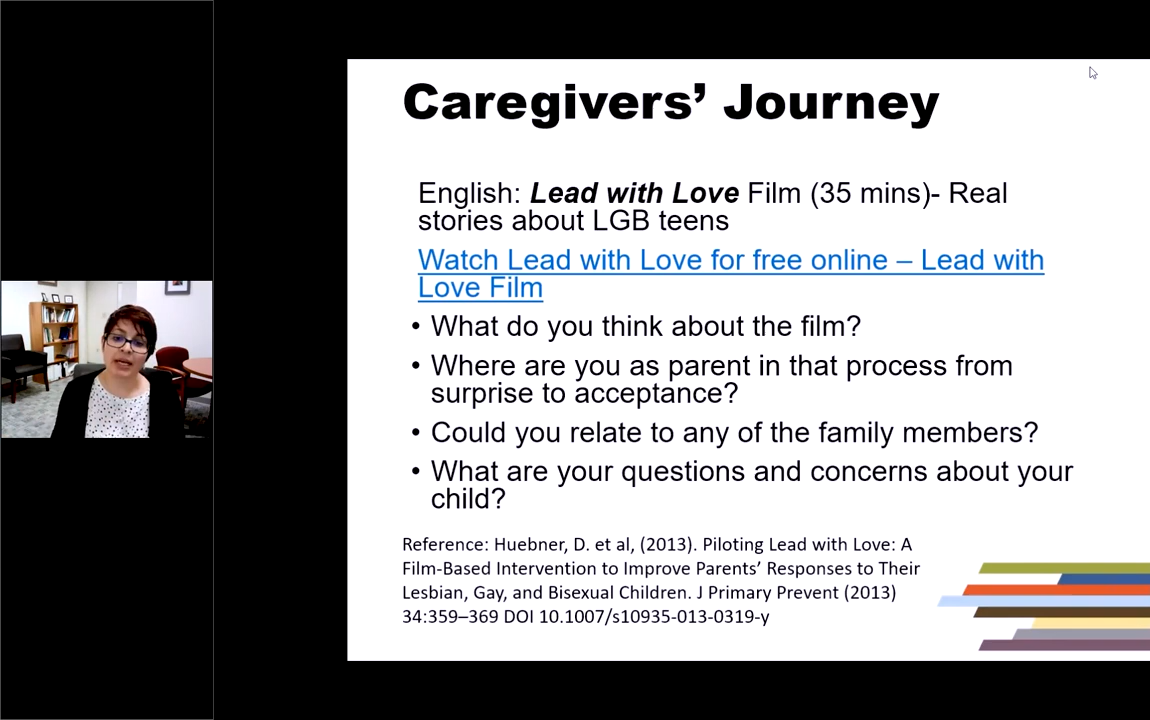 Caregivers’ Journey
English: Lead with Love Film (35 mins)- Real
stories about LGB teens
Watch Lead with Love for free online – Lead with
Love Film
• What do you think about the film?
• Where are you as parent in that process from
surprise to acceptance?
• Could you relate to any of the family members?
• What are your questions and concerns about your
child?
Reference: Huebner, D. et al, (2013). Piloting Lead with Love: A
Film-Based Intervention to Improve Parents’ Responses to Their
Lesbian, Gay, and Bisexual Children. J Primary Prevent (2013)
34:359–369 DOI 10.1007/s10935-013-0319-y